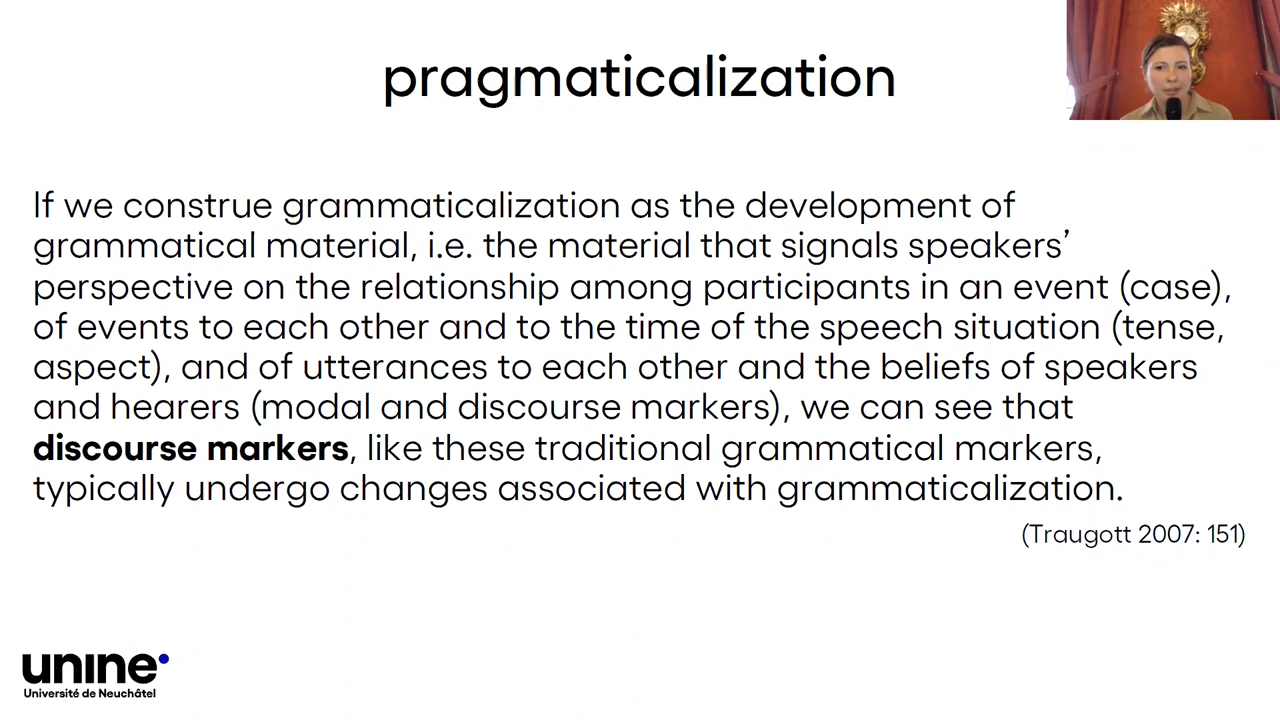 pragmaticalization
If we construe grammaticalization as the development of
grammatical material, i.e. the material that signals speakers’
perspective on the relationship among participants in an event (case),
of events to each other and to the time of the speech situation (tense,
aspect), and of utterances to each other and the beliefs of speakers
and hearers (modal and discourse markers), we can see that
discourse markers, like these traditional grammatical markers,
typically undergo changes associated with grammaticalization.
(Traugott 2007: 151)
unine
Université de Neuchâtel